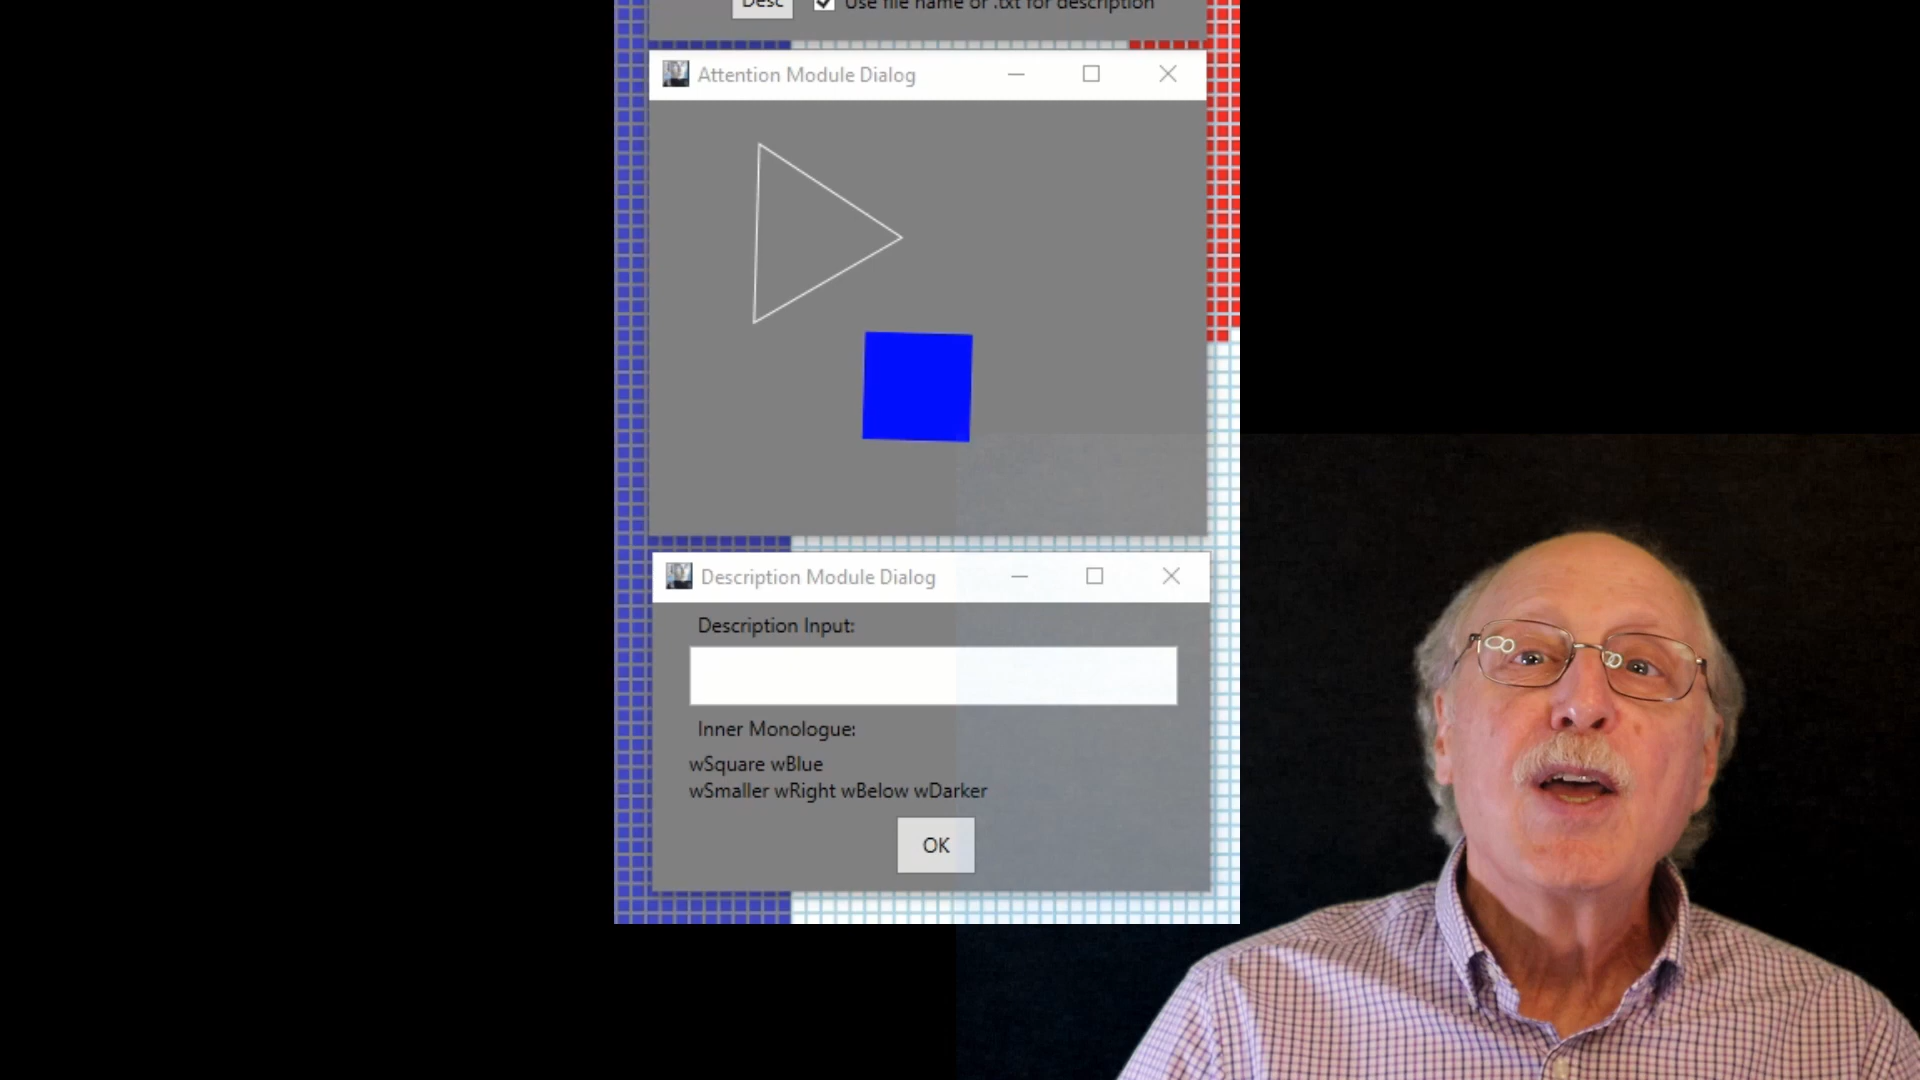 Desc Use file name or .txt for description
Attention Module Dialog
Description Module Dialog
Description Input:
Inner Monologue:
wSquare wBlue
wSmaller wRight wBelow wDarker
OK